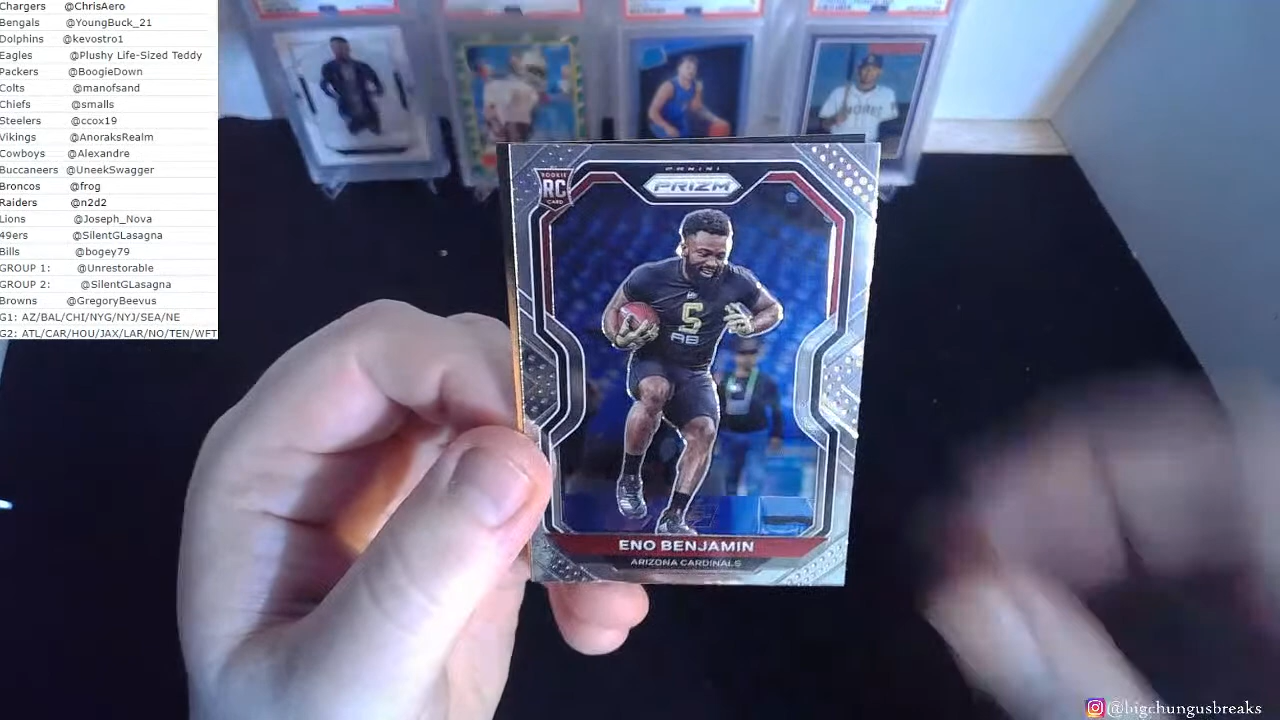 Chargers @ChrisAero
Bengals @YoungBuck_21
Dolphins @kevostro1
Eagles @Plushy Life-Sized Teddy
Packers @BoogieDown
Colts @manofsand
Chiefs @smalls
Steelers @ccox19
Vikings @AnoraksRealm
Cowboys @Alexandre
Buccaneers @UneekSwagger
Broncos @frog
Raiders @n2d2
Lions @Joseph_Nova
49ers @SilentGLasagna
Bills @bogey79
GROUP 1: @Unrestorable
GROUP 2: @SilentGLasagna
Browns @GregoryBeevus
G1: AZ/BAL/CHI/NYG/NYJ/SEA/NE
G2: ATL/CAR/HOU/JAX/LAR/NO/TEN/WFT
ROOKIE
RC
CARD
PANINI
PRIZM
5
RB
ENO BENJAMIN
ARIZONA CARDINALS
@bigchungusbreaks